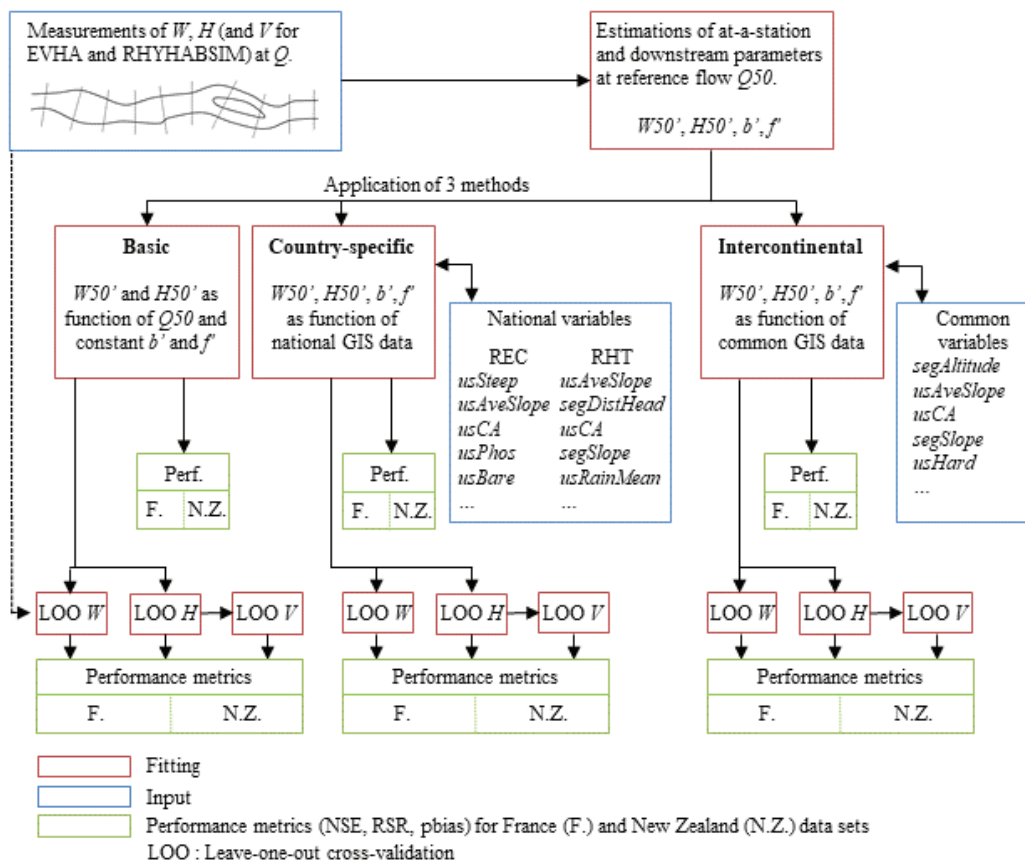 Measurements of W, H (and V for
EVHA and RHYHABSIM) at Q.
Estimations of at-a-station
and downstream parameters
at reference flow Q50.
W50’, H50’, b’, f’
Application of 3 methods
Basic
W50’ and H50’ as
function of Q50 and
constant b’ and f’
Country-specific
W50’, H50’, b’, f’
as function of
national GIS data
National variables
REC RHT
usSteep usAveSlope
usAveSlope segDistHead
usCA usCA
usPhos segSlope
usBare usRainMean
... ...
Intercontinental
W50’, H50’, b’, f’
as function of
common GIS data
Common
variables
segAltitude
usAveSlope
usCA
segSlope
usHard
...
Perf.
F. N.Z.
Perf.
F. N.Z.
Perf.
F. N.Z.
LOO W LOO H LOO V
Performance metrics
F. N.Z.
LOO W LOO H LOO V
Performance metrics
F. N.Z.
LOO W LOO H LOO V
Performance metrics
F. N.Z.
Fitting
Input
Performance metrics (NSE, RSR, pbias) for France (F.) and New Zealand (N.Z.) data sets
LOO : Leave-one-out cross-validation